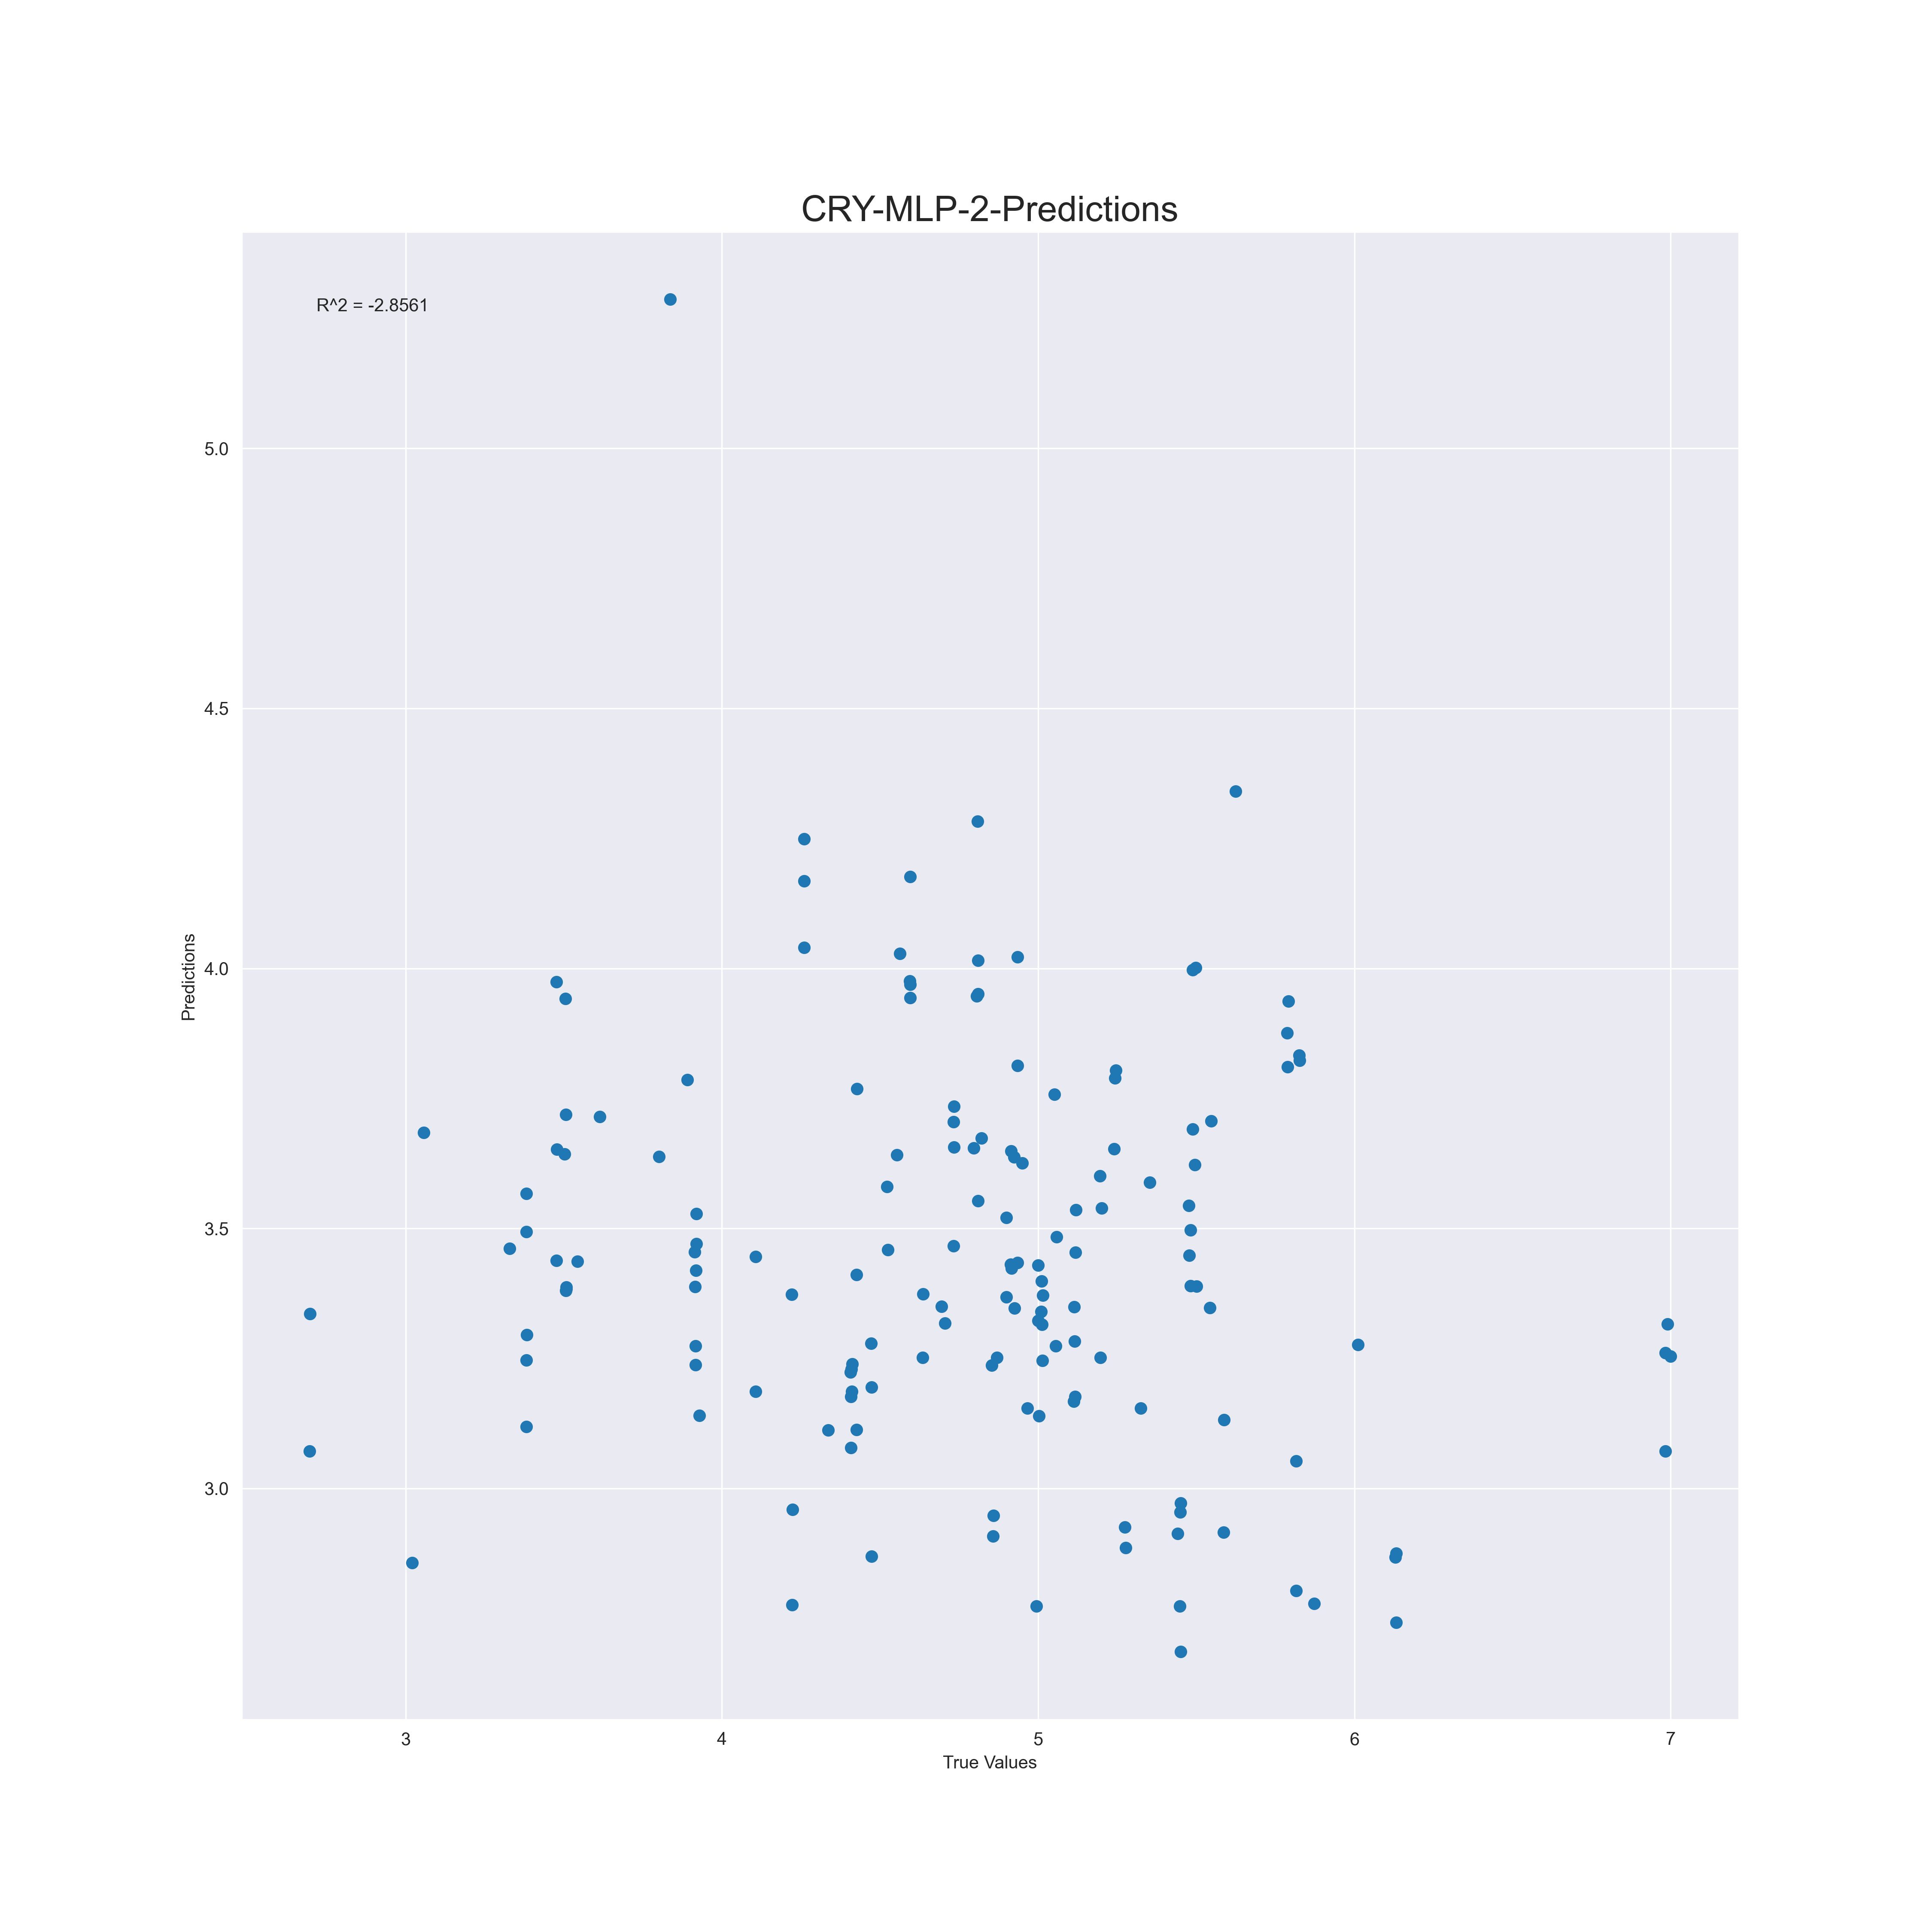 CRY-MLP-2-Predictions
R^2 = -2.8561
5.0
4.5
4.0
3.5
3.0
Predictions
3 4 5 6 7
True Values